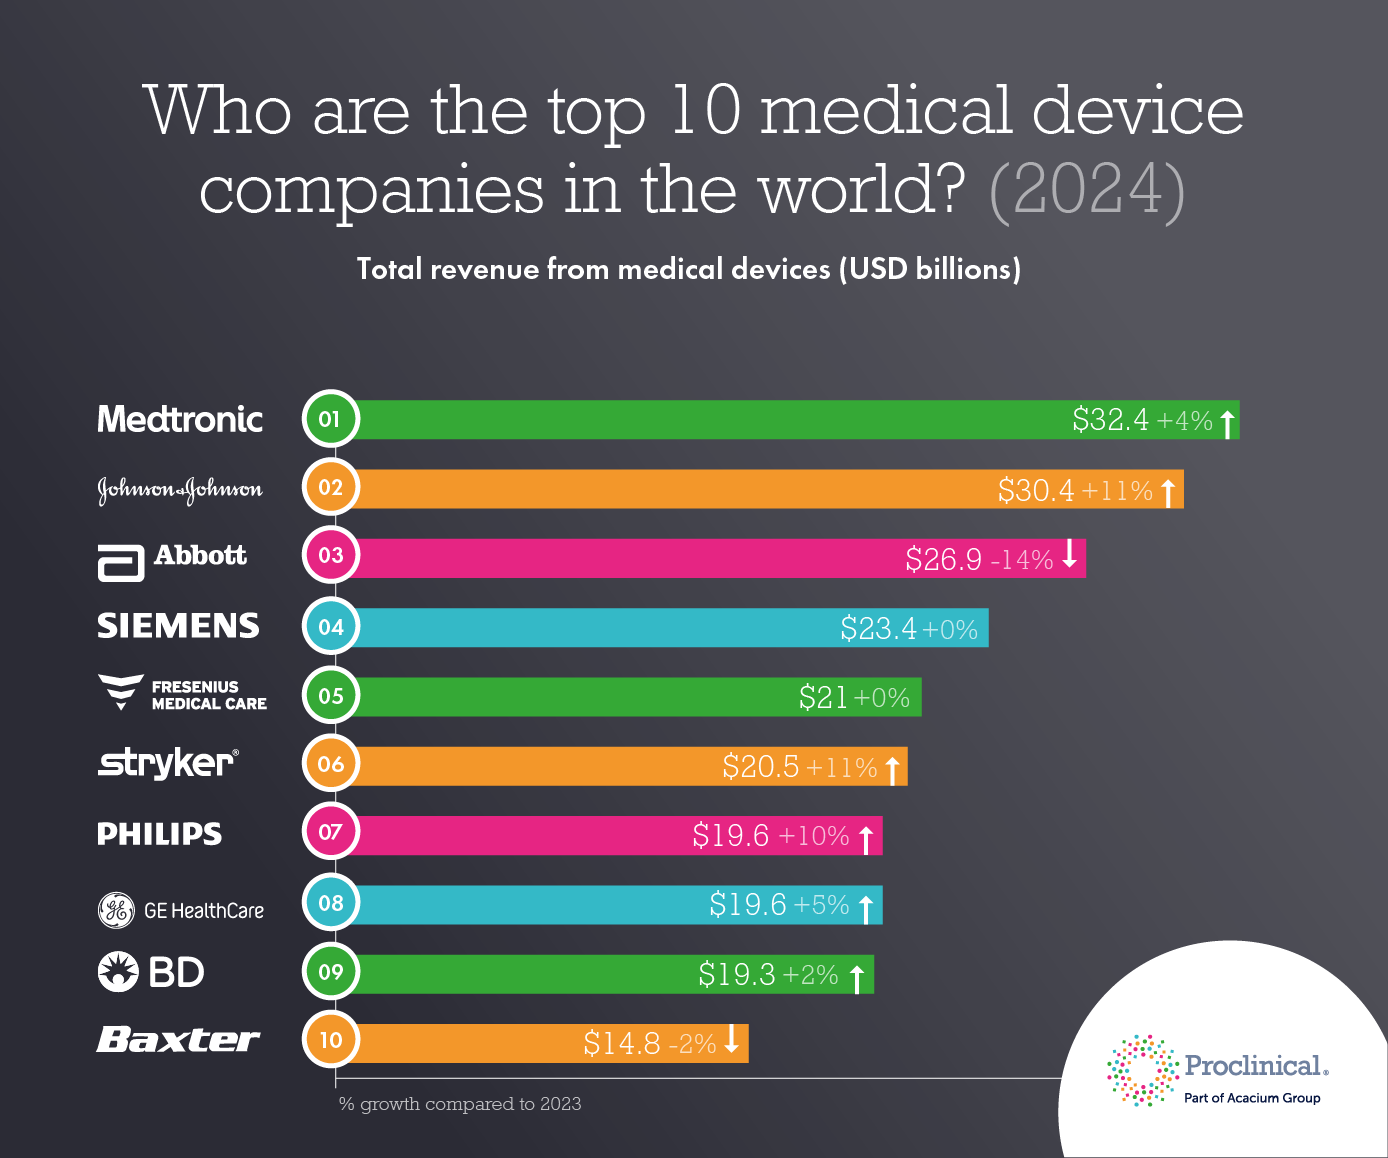 Who are the top 10 medical device
companies in the world? (2024)
Total revenue from medical devices (USD billions)
Medtronic 01 $32.4 +4%
Johnson & Johnson 02 $30.4 +11%
Abbott 03 $26.9 -14%
SIEMENS 04 $23.4 +0%
FRESENIUS
MEDICAL CARE 05 $21 +0%
stryker® 06 $20.5 +11%
PHILIPS 07 $19.6 +10%
GE GE HealthCare 08 $19.6 +5%
BD 09 $19.3 +2%
Baxter 10 $14.8 -2%
% growth compared to 2023
Proclinical®
Part of Acacium Group